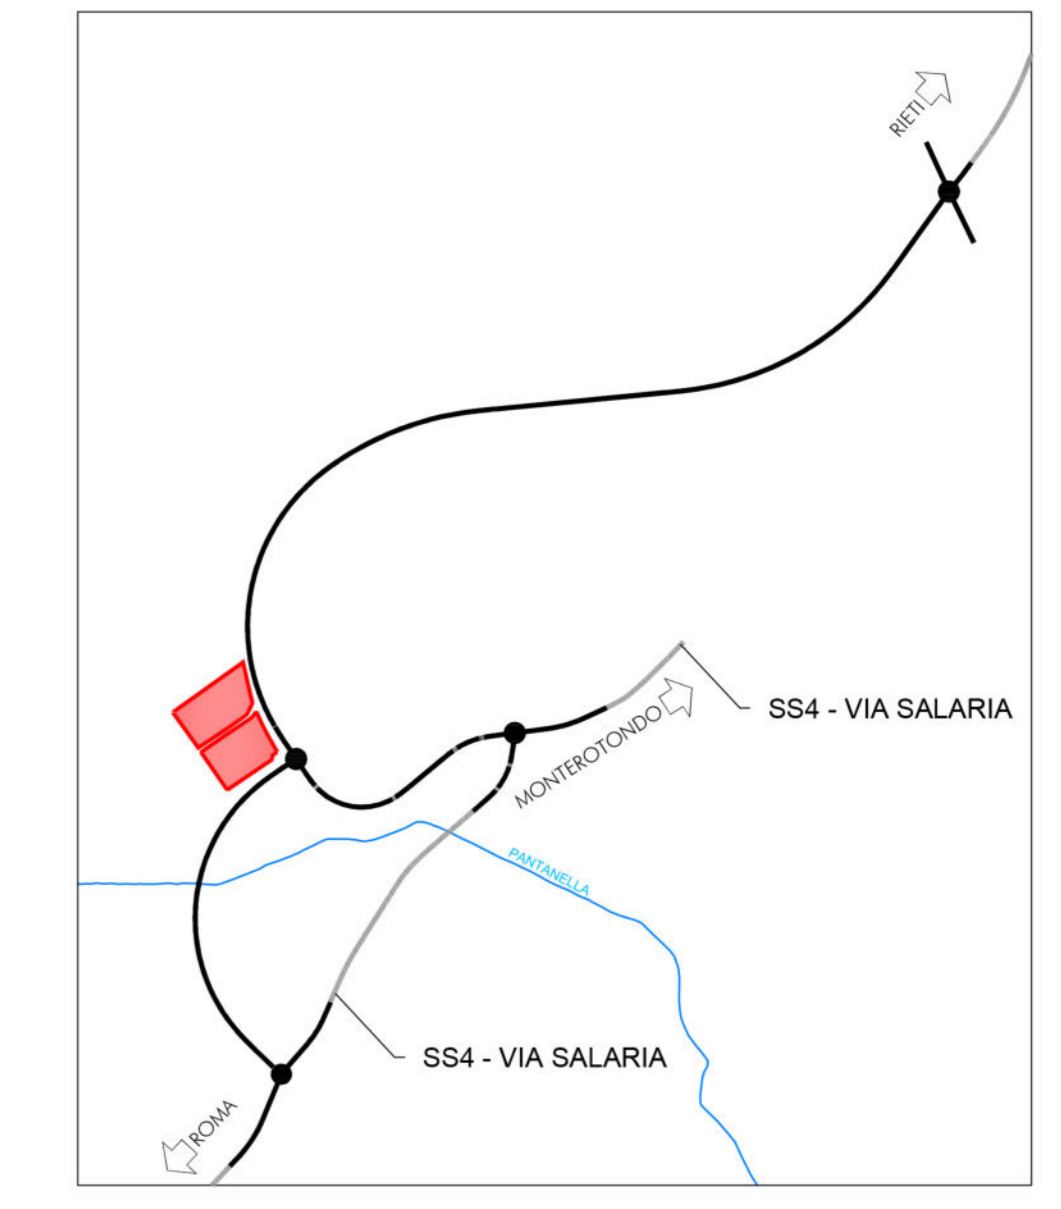 RIETI
SS4 - VIA SALARIA
MONTEROTONDO
PANTANELLA
SS4 - VIA SALARIA
ROMA